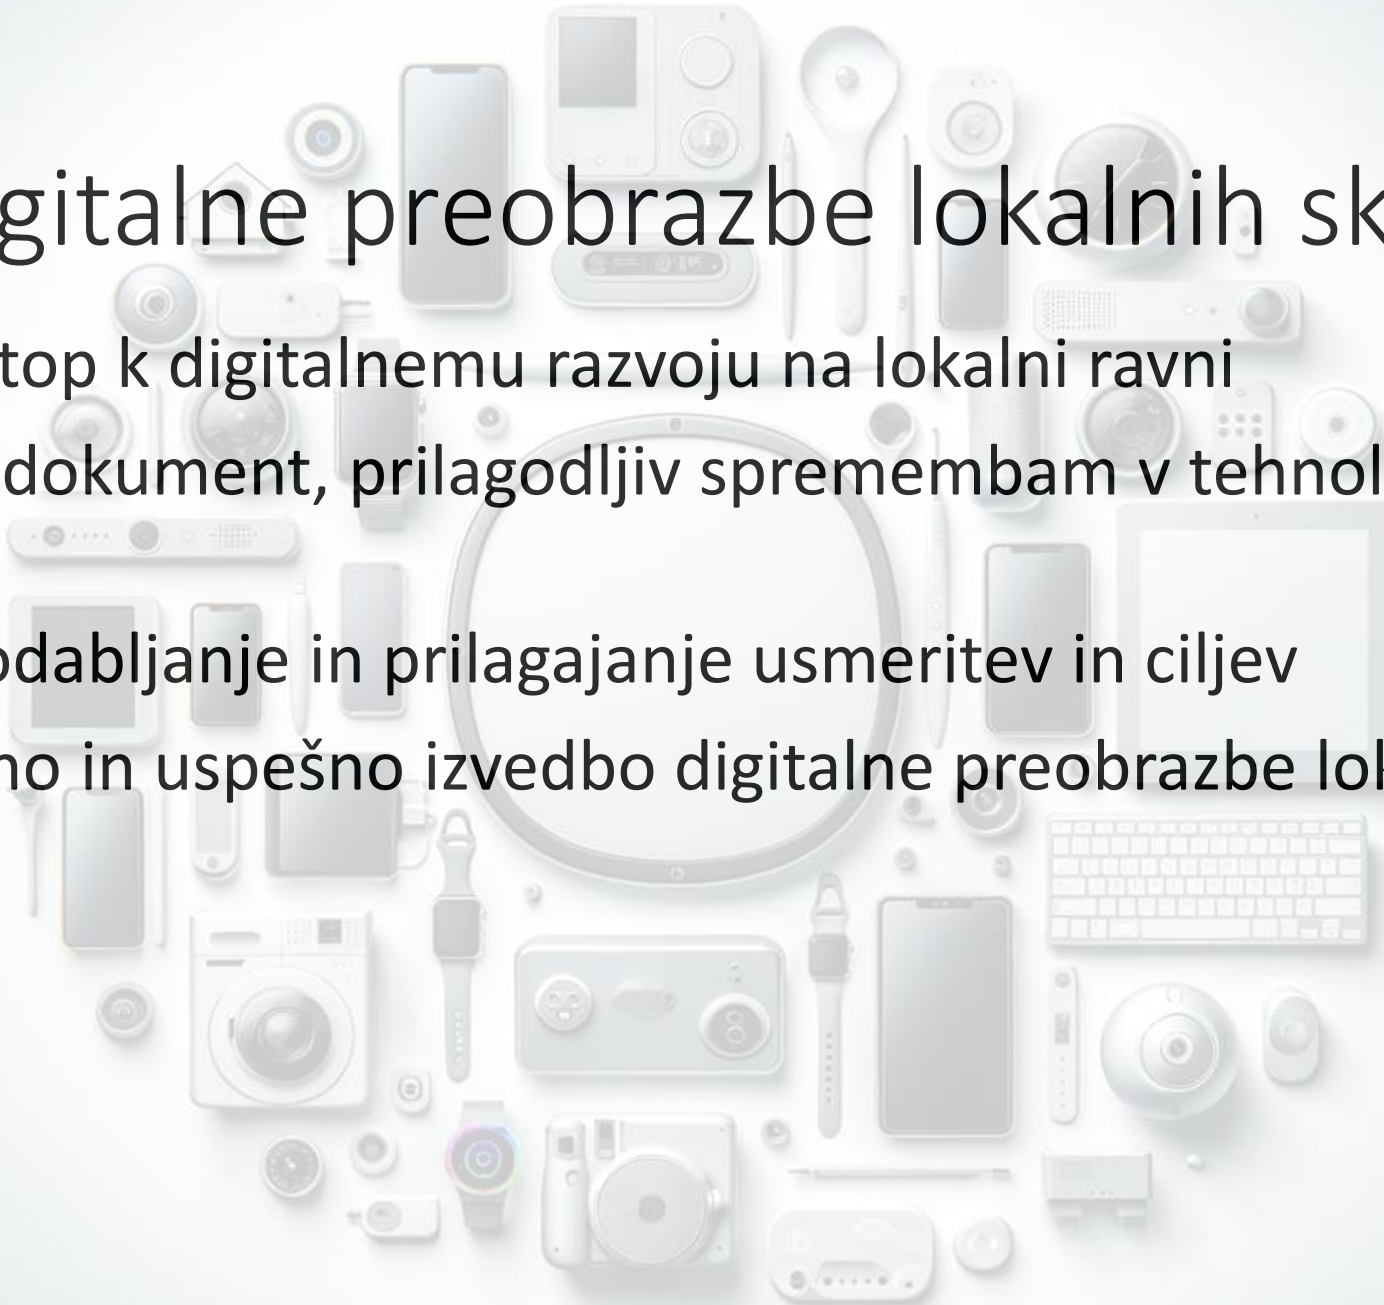 gitalne preobrazbe lokalnih sk
top k digitalnemu razvoju na lokalni ravni
dokument, prilagodljiv spremembam v tehnol
odabljanje in prilagajanje usmeritev in ciljev
no in uspešno izvedbo digitalne preobrazbe lok